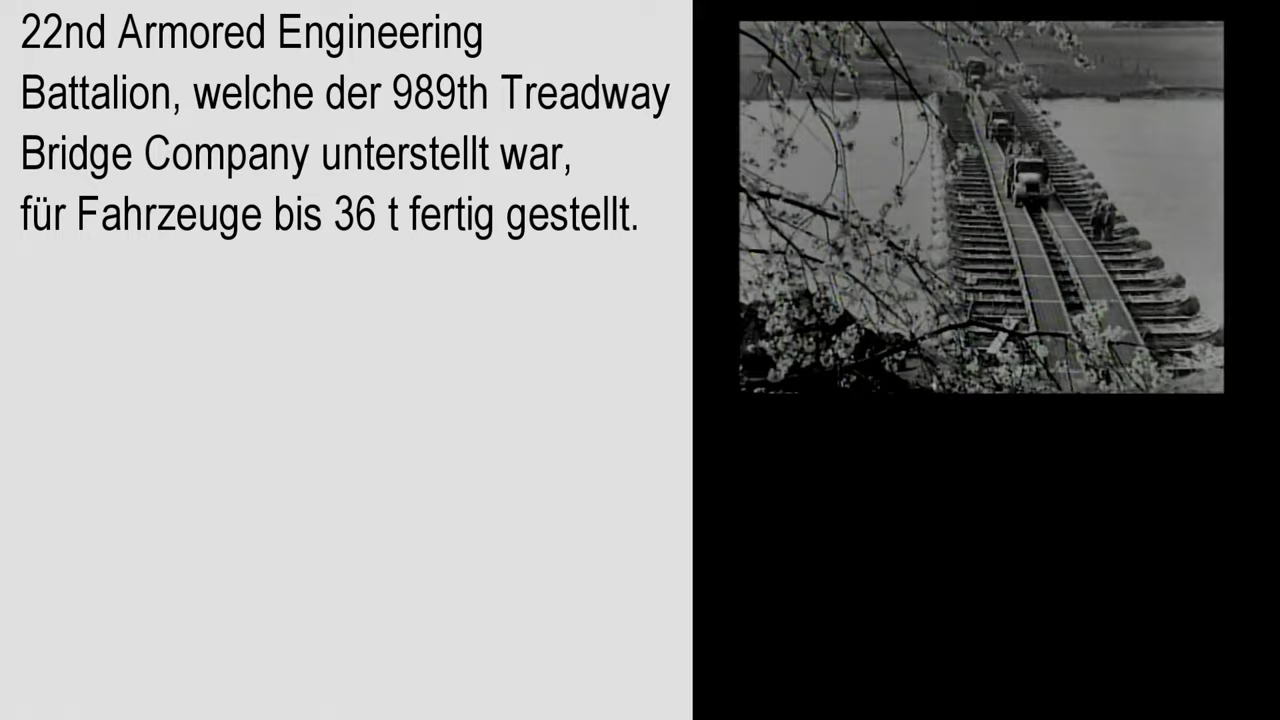 22nd Armored Engineering
Battalion, welche der 989th Treadway
Bridge Company unterstellt war,
für Fahrzeuge bis 36 t fertig gestellt.